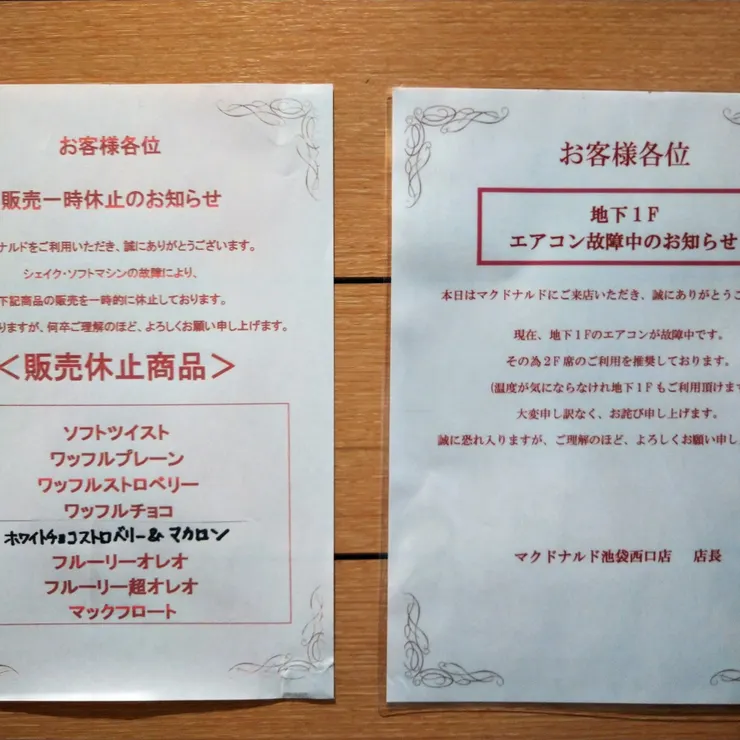 お客様各位
販売一時休止のお知らせ
ナルドをご利用いただき、誠にありがとうございます。
シェイク・ソフトマシンの故障により、
下記商品の販売を一時的に休止しております。
りますが、何卒ご理解のほど、よろしくお願い申し上げます。
＜販売休止商品＞
ソフトツイスト
ワッフルプレーン
ワッフルストロベリー
ワッフルチョコ
ホワイトチョコストロベリー&マカロン
フルーリーオレオ
フルーリー超オレオ
マックフロート
お客様各位
地下１F
エアコン故障中のお知らせ
本日はマクドナルドにご来店いただき、誠にありがとうご
現在、地下１Fのエアコンが故障中です。
その為２F席のご利用を推奨しております。
(温度が気にならなけれ地下１Fもご利用頂けます
大変申し訳なく、お詫び申し上げます。
誠に恐れ入りますが、ご理解のほど、よろしくお願い申し
マクドナルド池袋西口店　店長